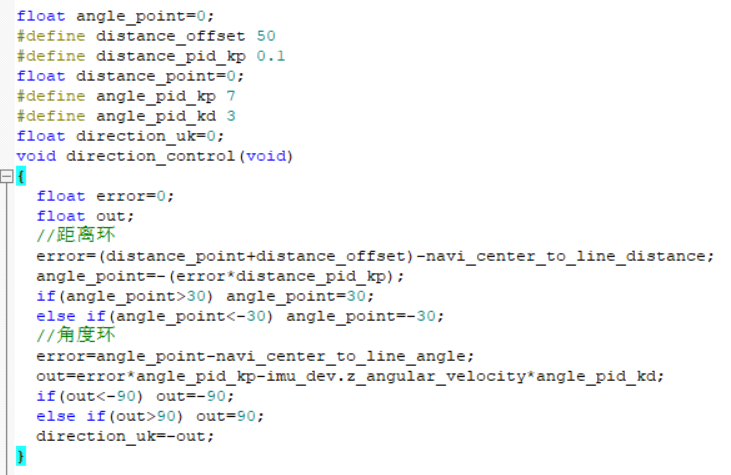 float angle_point=0;
#define distance_offset 50
#define distance_pid_kp 0.1
float distance_point=0;
#define angle_pid_kp 7
#define angle_pid_kd 3
float direction_uk=0;
void direction_control(void)
{
float error=0;
float out;
//距离环
error=(distance_point+distance_offset)-navi_center_to_line_distance;
angle_point=-(error*distance_pid_kp);
if(angle_point>30) angle_point=30;
else if(angle_point<-30) angle_point=-30;
//角度环
error=angle_point-navi_center_to_line_angle;
out=error*angle_pid_kp-imu_dev.z_angular_velocity*angle_pid_kd;
if(out<-90) out=-90;
else if(out>90) out=90;
direction_uk=-out;
}